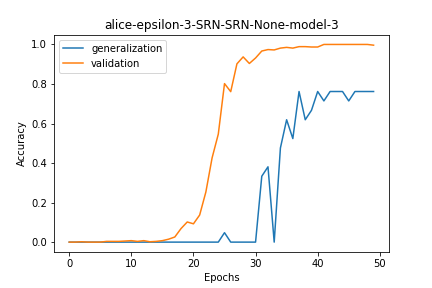 alice-epsilon-3-SRN-SRN-None-model-3
generalization
validation
Accuracy
1.0
0.8
0.6
0.4
0.2
0.0
0 10 20 30 40 50
Epochs